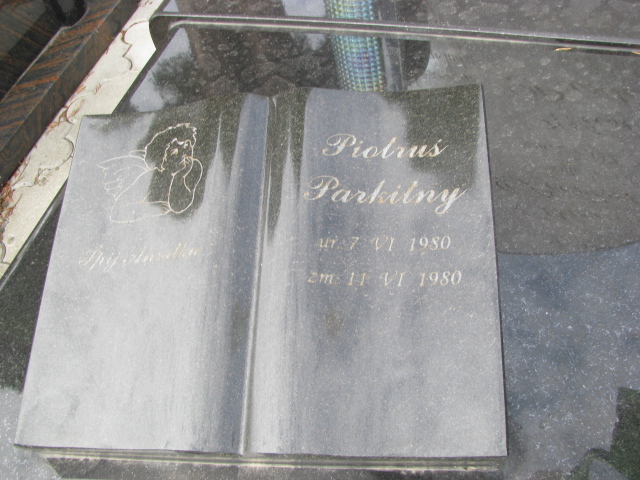 Śpij Aniołku
Piotruś
Parkitny
ur. 7 VI 1980
zm. 11 VI 1980